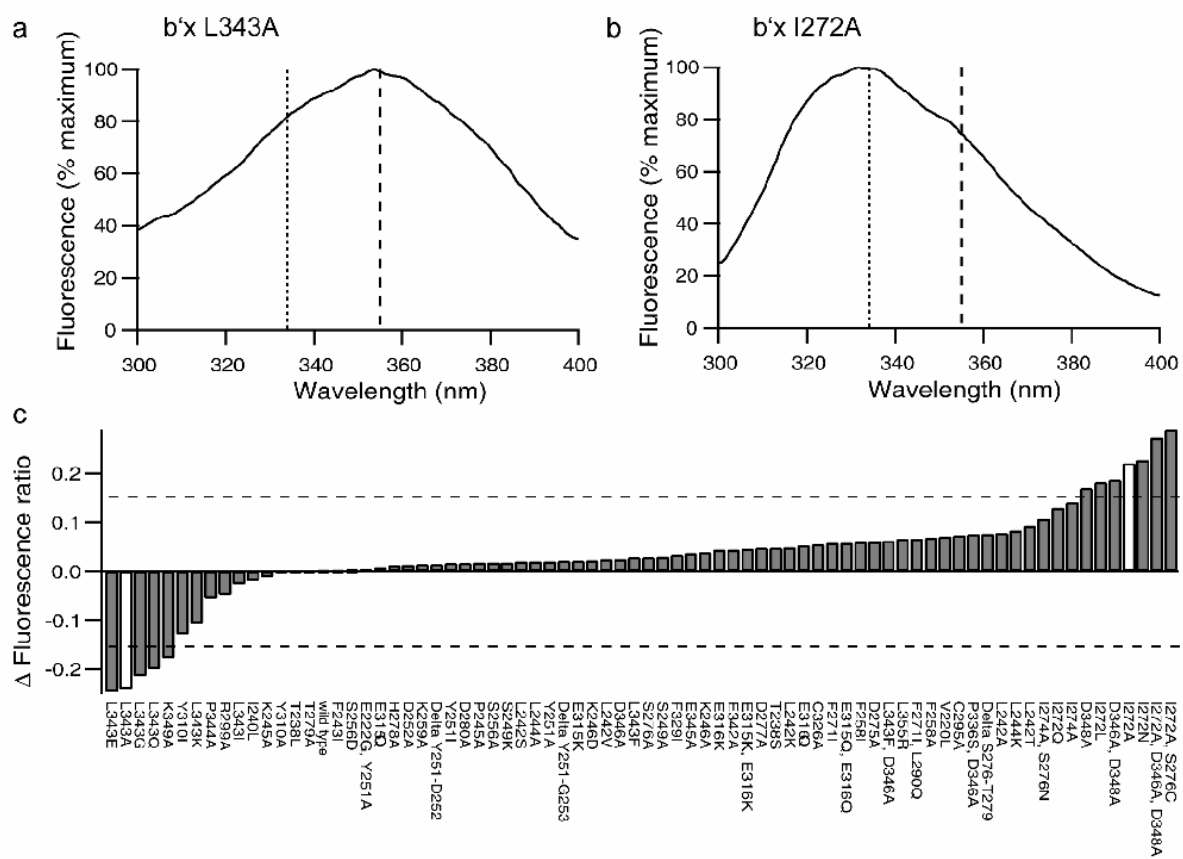 a
b'x L343A
Fluorescence (% maximum)
100
80
60
40
20
0
300
320
340
360
380
400
Wavelength (nm)
b
b'x I272A
Fluorescence (% maximum)
100
80
60
40
20
0
300
320
340
360
380
400
Wavelength (nm)
c
Δ Fluorescence ratio
0.2
0.1
0.0
-0.1
-0.2
L343E
L343A
L343G
L343Q
K349A
Y310I
L343K
P344A
R299A
L343I
I240L
K245A
Y310A
T238L
T279A
wild type
F243I
S256D
E222G, Y251A
E315Q
H278A
D252A
K259A
Delta Y251-D252
Y251I
D280A
P245A
S256A
S249K
L242S
L244A
Y251A
Delta Y251-G253
E315K
K246D
L242V
D346A
L343F
S276A
S249A
F329I
E345A
K246A
E316K
F342A
E315K, E316K
D277A
T238S
L242K
E316Q
C326A
F271I
E315Q, E316Q
F258I
D275A
L343F, D346A
L355R
F271I, L290Q
F258A
V220L
C295A
P336S, D346A
Delta S276-T279
L242A
L244K
L242T
I274A, S276N
I272Q
I274A
D348A
I272L
D346A, D348A
I272A
I272N
I272A, D346A, D348A
I272A, S276C